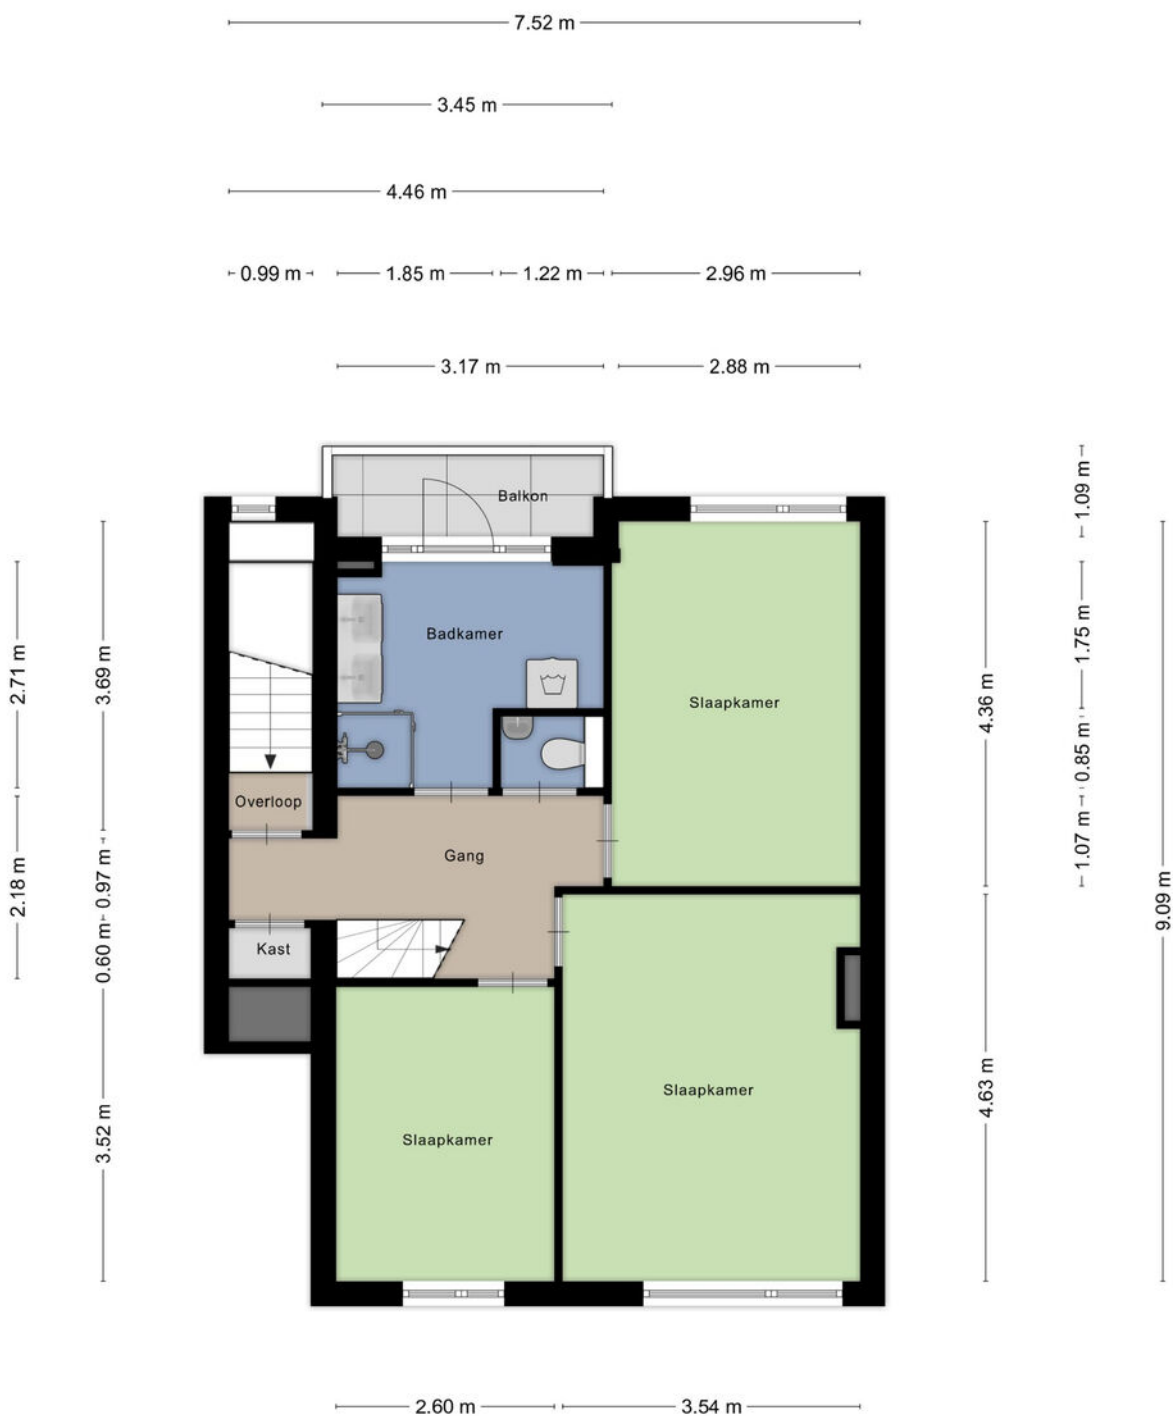 7.52 m
3.45 m
4.46 m
0.99 m 1.85 m 1.22 m 2.96 m
3.17 m 2.88 m
1.09 m
Balkon
2.71 m
3.69 m
Badkamer
1.75 m
Slaapkamer
4.36 m
0.85 m
Overloop
Gang
1.07 m
2.18 m
0.97 m
0.60 m
Kast
9.09 m
Slaapkamer
4.63 m
3.52 m
Slaapkamer
2.60 m 3.54 m